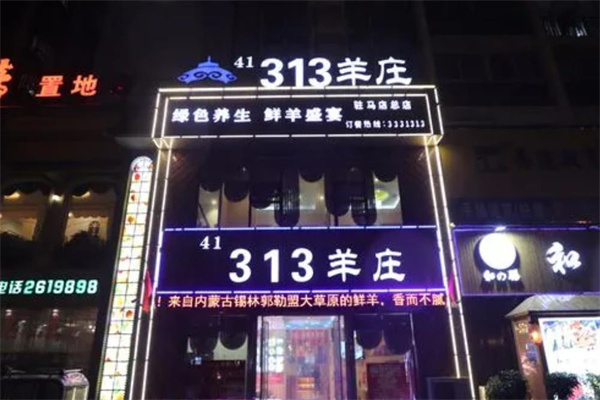 41 313羊庄
置地
绿色养生 鲜羊盛宴
驻马店总店
订餐热线:3331313
41 313羊庄
电话2619898
！来自内蒙古锡林郭勒盟大草原的鲜羊。香而不腻
和の風
和